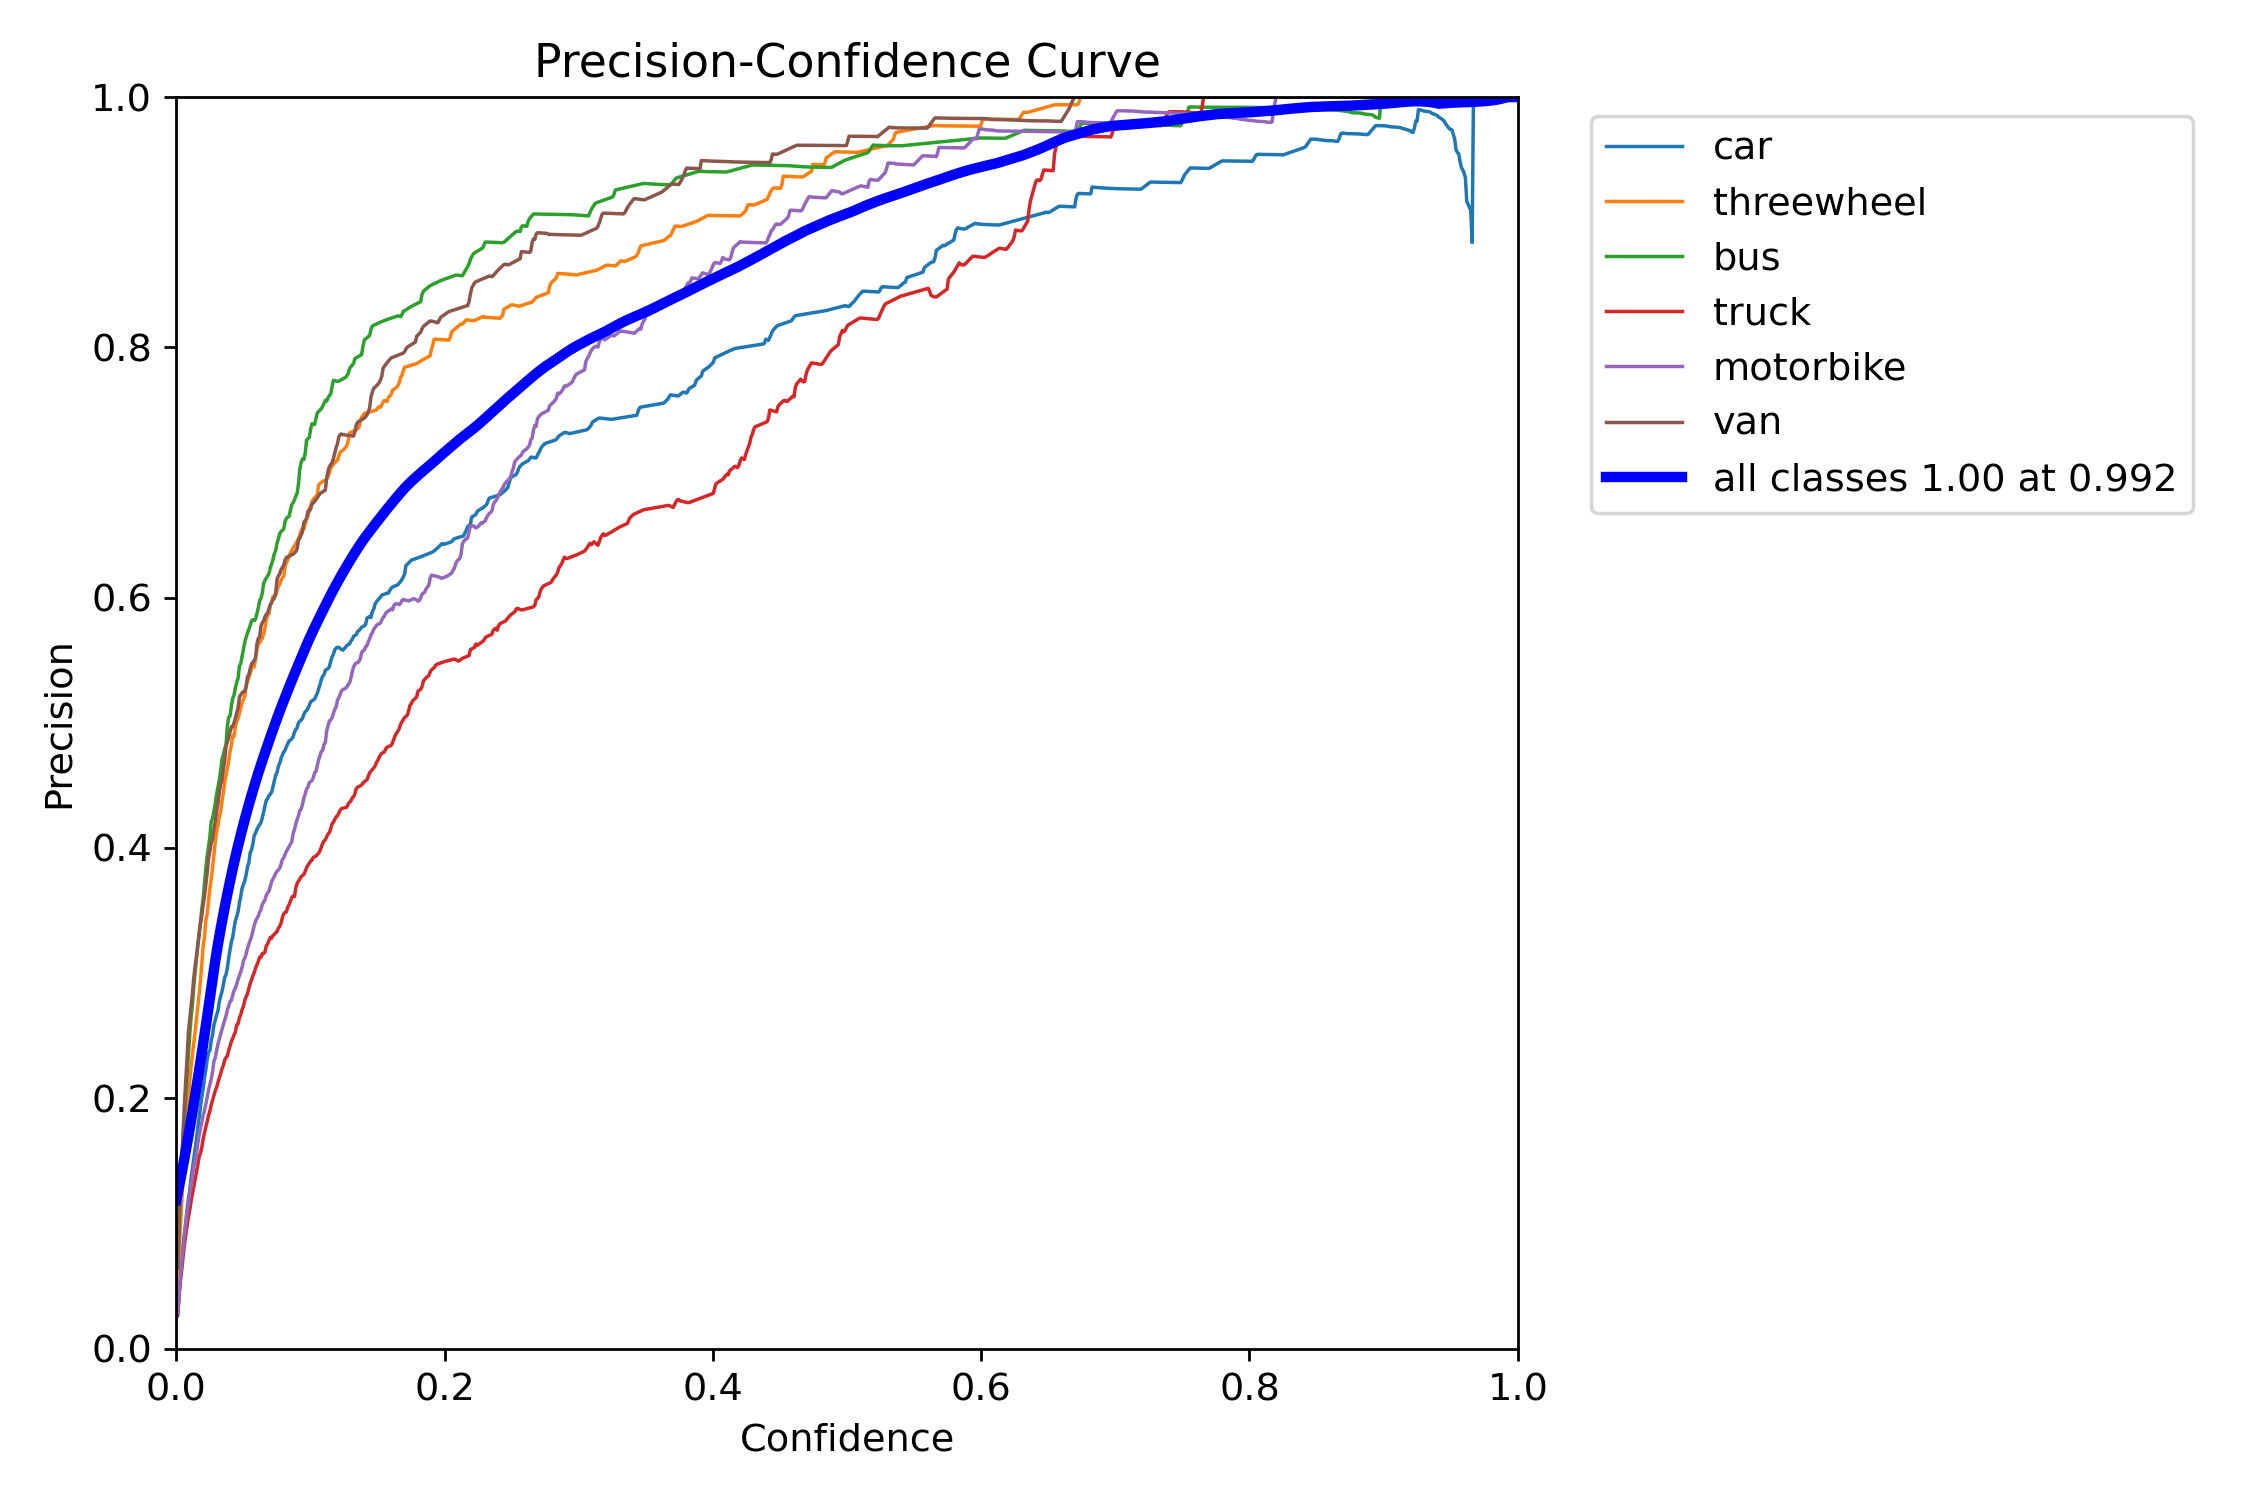 Precision-Confidence Curve
1.0
0.8
0.6
0.4
0.2
0.0
Precision
0.0 0.2 0.4 0.6 0.8 1.0
Confidence
car
threewheel
bus
truck
motorbike
van
all classes 1.00 at 0.992